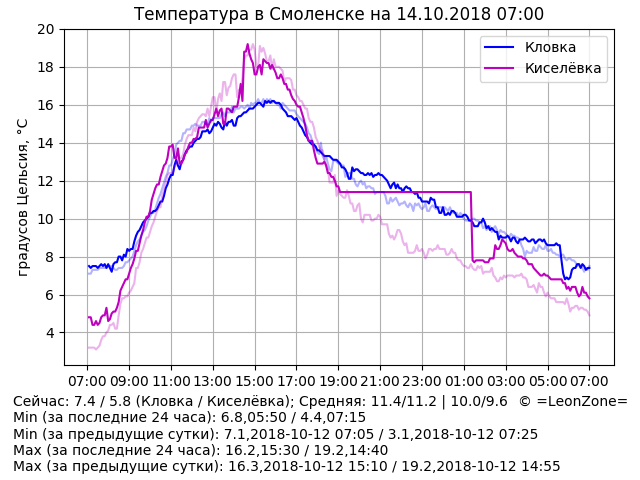 Температура в Смоленске на 14.10.2018 07:00
Кловка
Киселёвка
градусов Цельсия, °C
20
18
16
14
12
10
8
6
4
07:00 09:00 11:00 13:00 15:00 17:00 19:00 21:00 23:00 01:00 03:00 05:00 07:00
Сейчас: 7.4 / 5.8 (Кловка / Киселёвка); Средняя: 11.4/11.2 | 10.0/9.6 © =LeonZone=
Min (за последние 24 часа): 6.8,05:50 / 4.4,07:15
Min (за предыдущие сутки): 7.1,2018-10-12 07:05 / 3.1,2018-10-12 07:25
Max (за последние 24 часа): 16.2,15:30 / 19.2,14:40
Max (за предыдущие сутки): 16.3,2018-10-12 15:10 / 19.2,2018-10-12 14:55